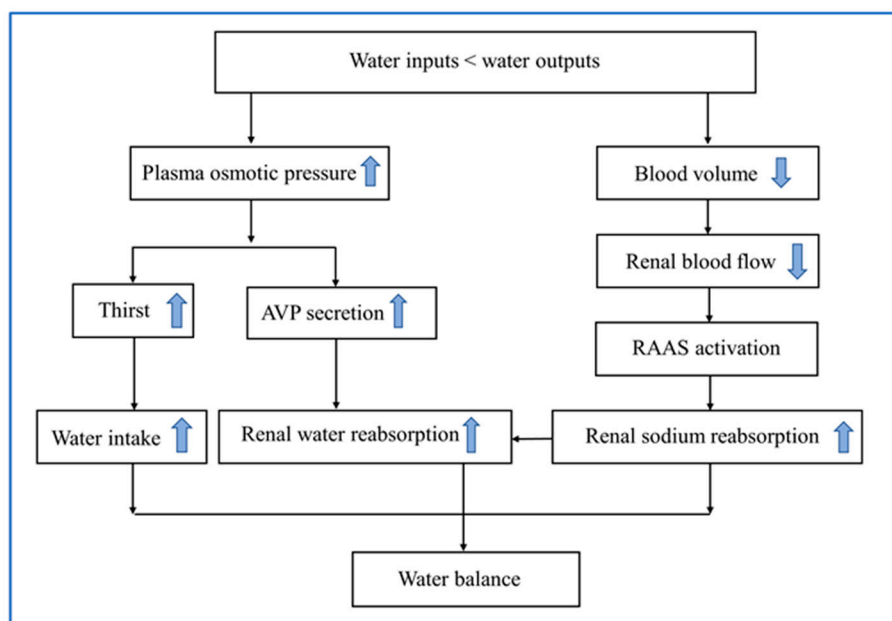 Water inputs < water outputs
Plasma osmotic pressure
Blood volume
Renal blood flow
Thirst
AVP secretion
RAAS activation
Water intake
Renal water reabsorption
Renal sodium reabsorption
Water balance